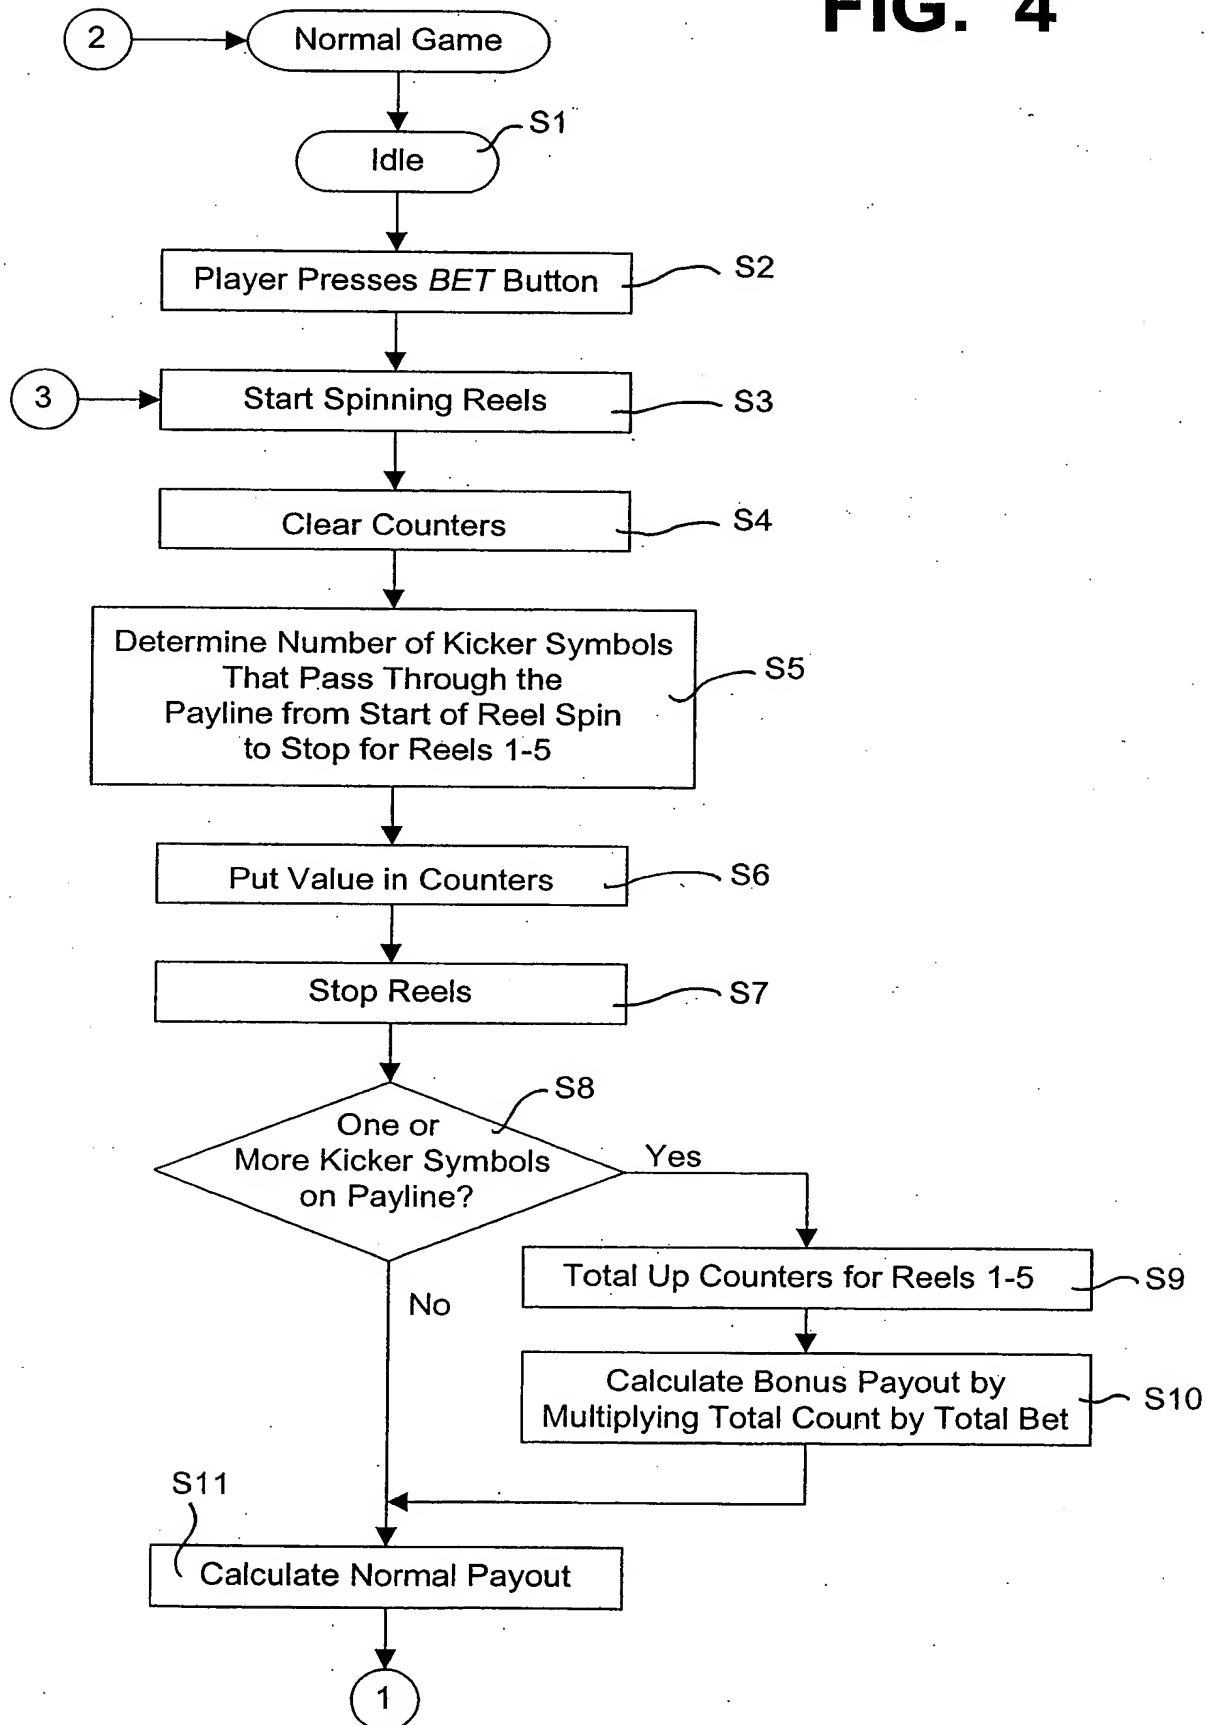 FIG. 4
2
Normal Game
S1
Idle
Player Presses BET Button
S2
3
Start Spinning Reels
S3
Clear Counters
S4
Determine Number of Kicker Symbols
That Pass Through the
Payline from Start of Reel Spin
to Stop for Reels 1-5
S5
Put Value in Counters
S6
Stop Reels
S7
S8
One or
More Kicker Symbols
on Payline?
Yes
No
Total Up Counters for Reels 1-5
S9
Calculate Bonus Payout by
Multiplying Total Count by Total Bet
S10
S11
Calculate Normal Payout
1